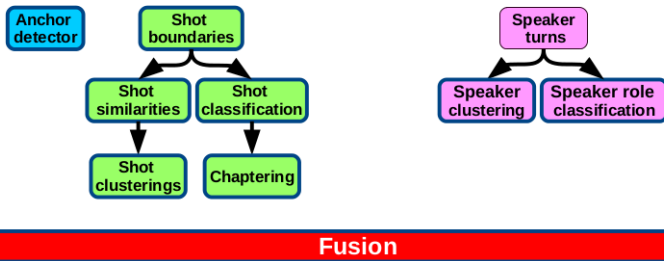 Anchor
detector
Shot
boundaries
Speaker
turns
Shot
similarities
Shot
classification
Speaker
clustering
Speaker role
classification
Shot
clusterings
Chaptering
Fusion